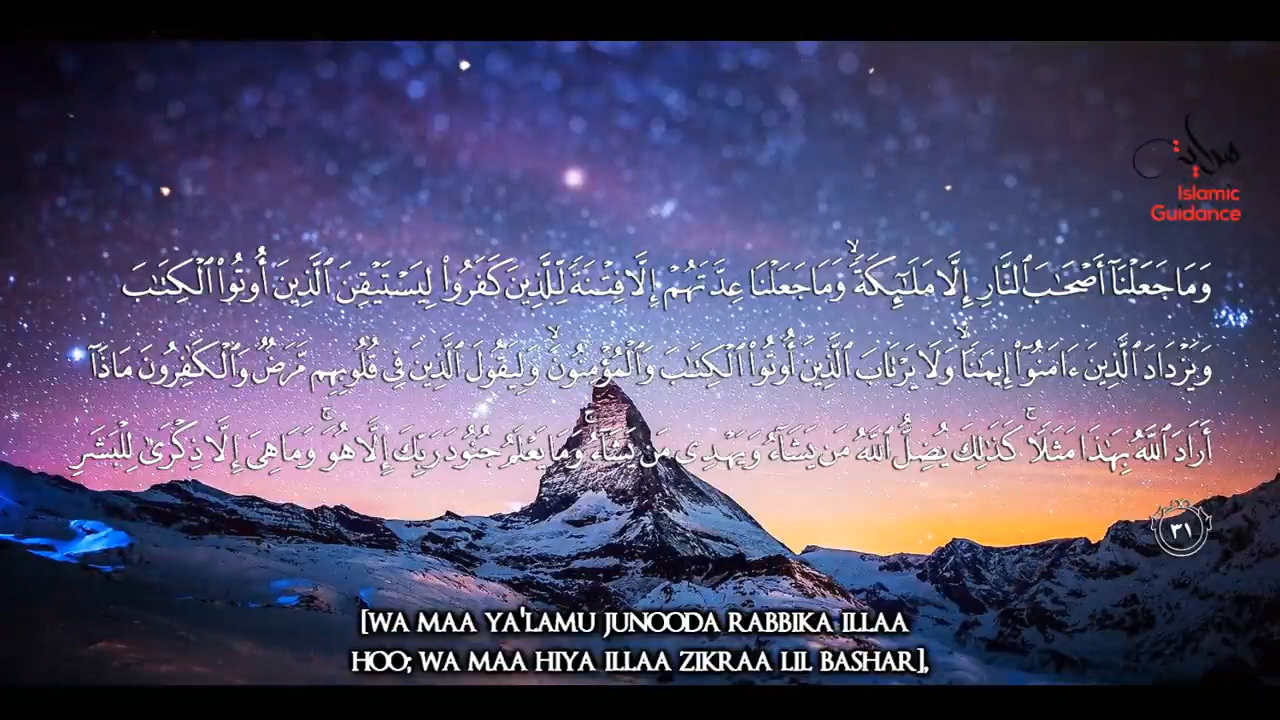 هداية
Islamic
Guidance
وَمَا جَعَلْنَآ أَصْحَـٰبَ ٱلنَّارِ إِلَّا مَلَـٰٓئِكَةًۙ وَمَا جَعَلْنَا عِدَّتَهُمْ إِلَّا فِتْنَةً لِّلَّذِينَ كَفَرُوا۟ لِيَسْتَيْقِنَ ٱلَّذِينَ أُوتُوا۟ ٱلْكِتَـٰبَ
وَيَزْدَادَ ٱلَّذِينَ ءَامَنُوٓا۟ إِيمَـٰنًاۙ وَلَا يَرْتَابَ ٱلَّذِينَ أُوتُوا۟ ٱلْكِتَـٰبَ وَٱلْمُؤْمِنُونَۙ وَلِيَقُولَ ٱلَّذِينَ فِى قُلُوبِهِم مَّرَضٌ وَٱلْكَـٰفِرُونَ مَاذَآ
أَرَادَ ٱللَّهُ بِهَـٰذَا مَثَلًاۚ كَذَٰلِكَ يُضِلُّ ٱللَّهُ مَن يَشَآءُ وَيَهْدِى مَن يَشَآءُۚ وَمَا يَعْلَمُ جُنُودَ رَبِّكَ إِلَّا هُوَۚ وَمَا هِىَ إِلَّا ذِكْرَىٰ لِلْبَشَرِ
٣١
[WA MAA YA'LAMU JUNOODA RABBIKA ILLAA
HOO; WA MAA HIYA ILLAA ZIKRAA LIL BASHAR],